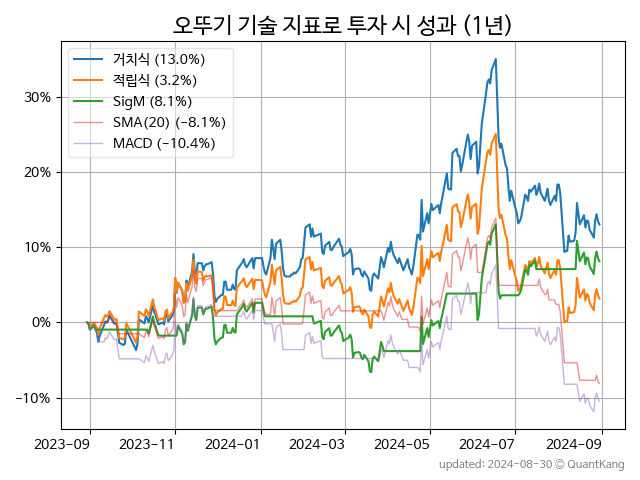 오뚜기 기술 지표로 투자 시 성과 (1년)
거치식 (13.0%)
적립식 (3.2%)
SigM (8.1%)
SMA(20) (−8.1%)
MACD (−10.4%)
30%
20%
10%
0%
−10%
2023-09 2023-11 2024-01 2024-03 2024-05 2024-07 2024-09
updated: 2024-08-30 © QuantKang